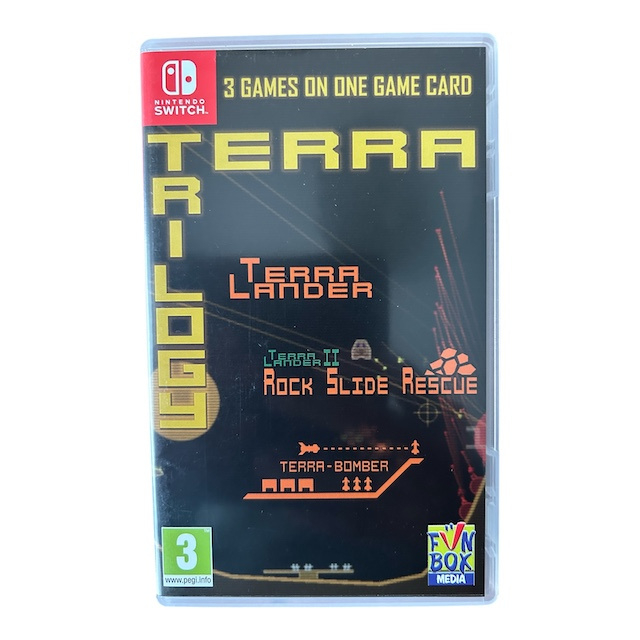 NINTENDO
SWITCH™
3 GAMES ON ONE GAME CARD
TERRA
TRILOGY
TERRA
LANDER
TERRA
LANDER II
ROCK SLIDE RESCUE
TERRA-BOMBER
3
www.pegi.info
FUN
BOX
MEDIA